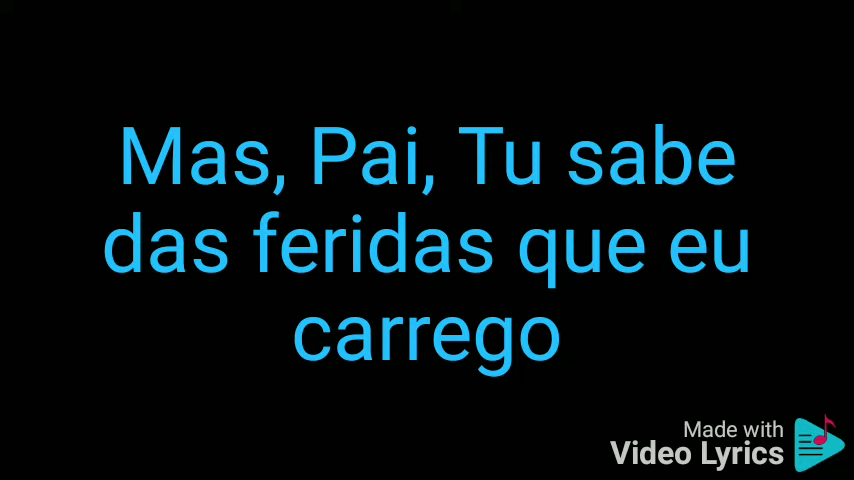 Mas, Pai, Tu sabe
das feridas que eu
carrego
Made with
Video Lyrics